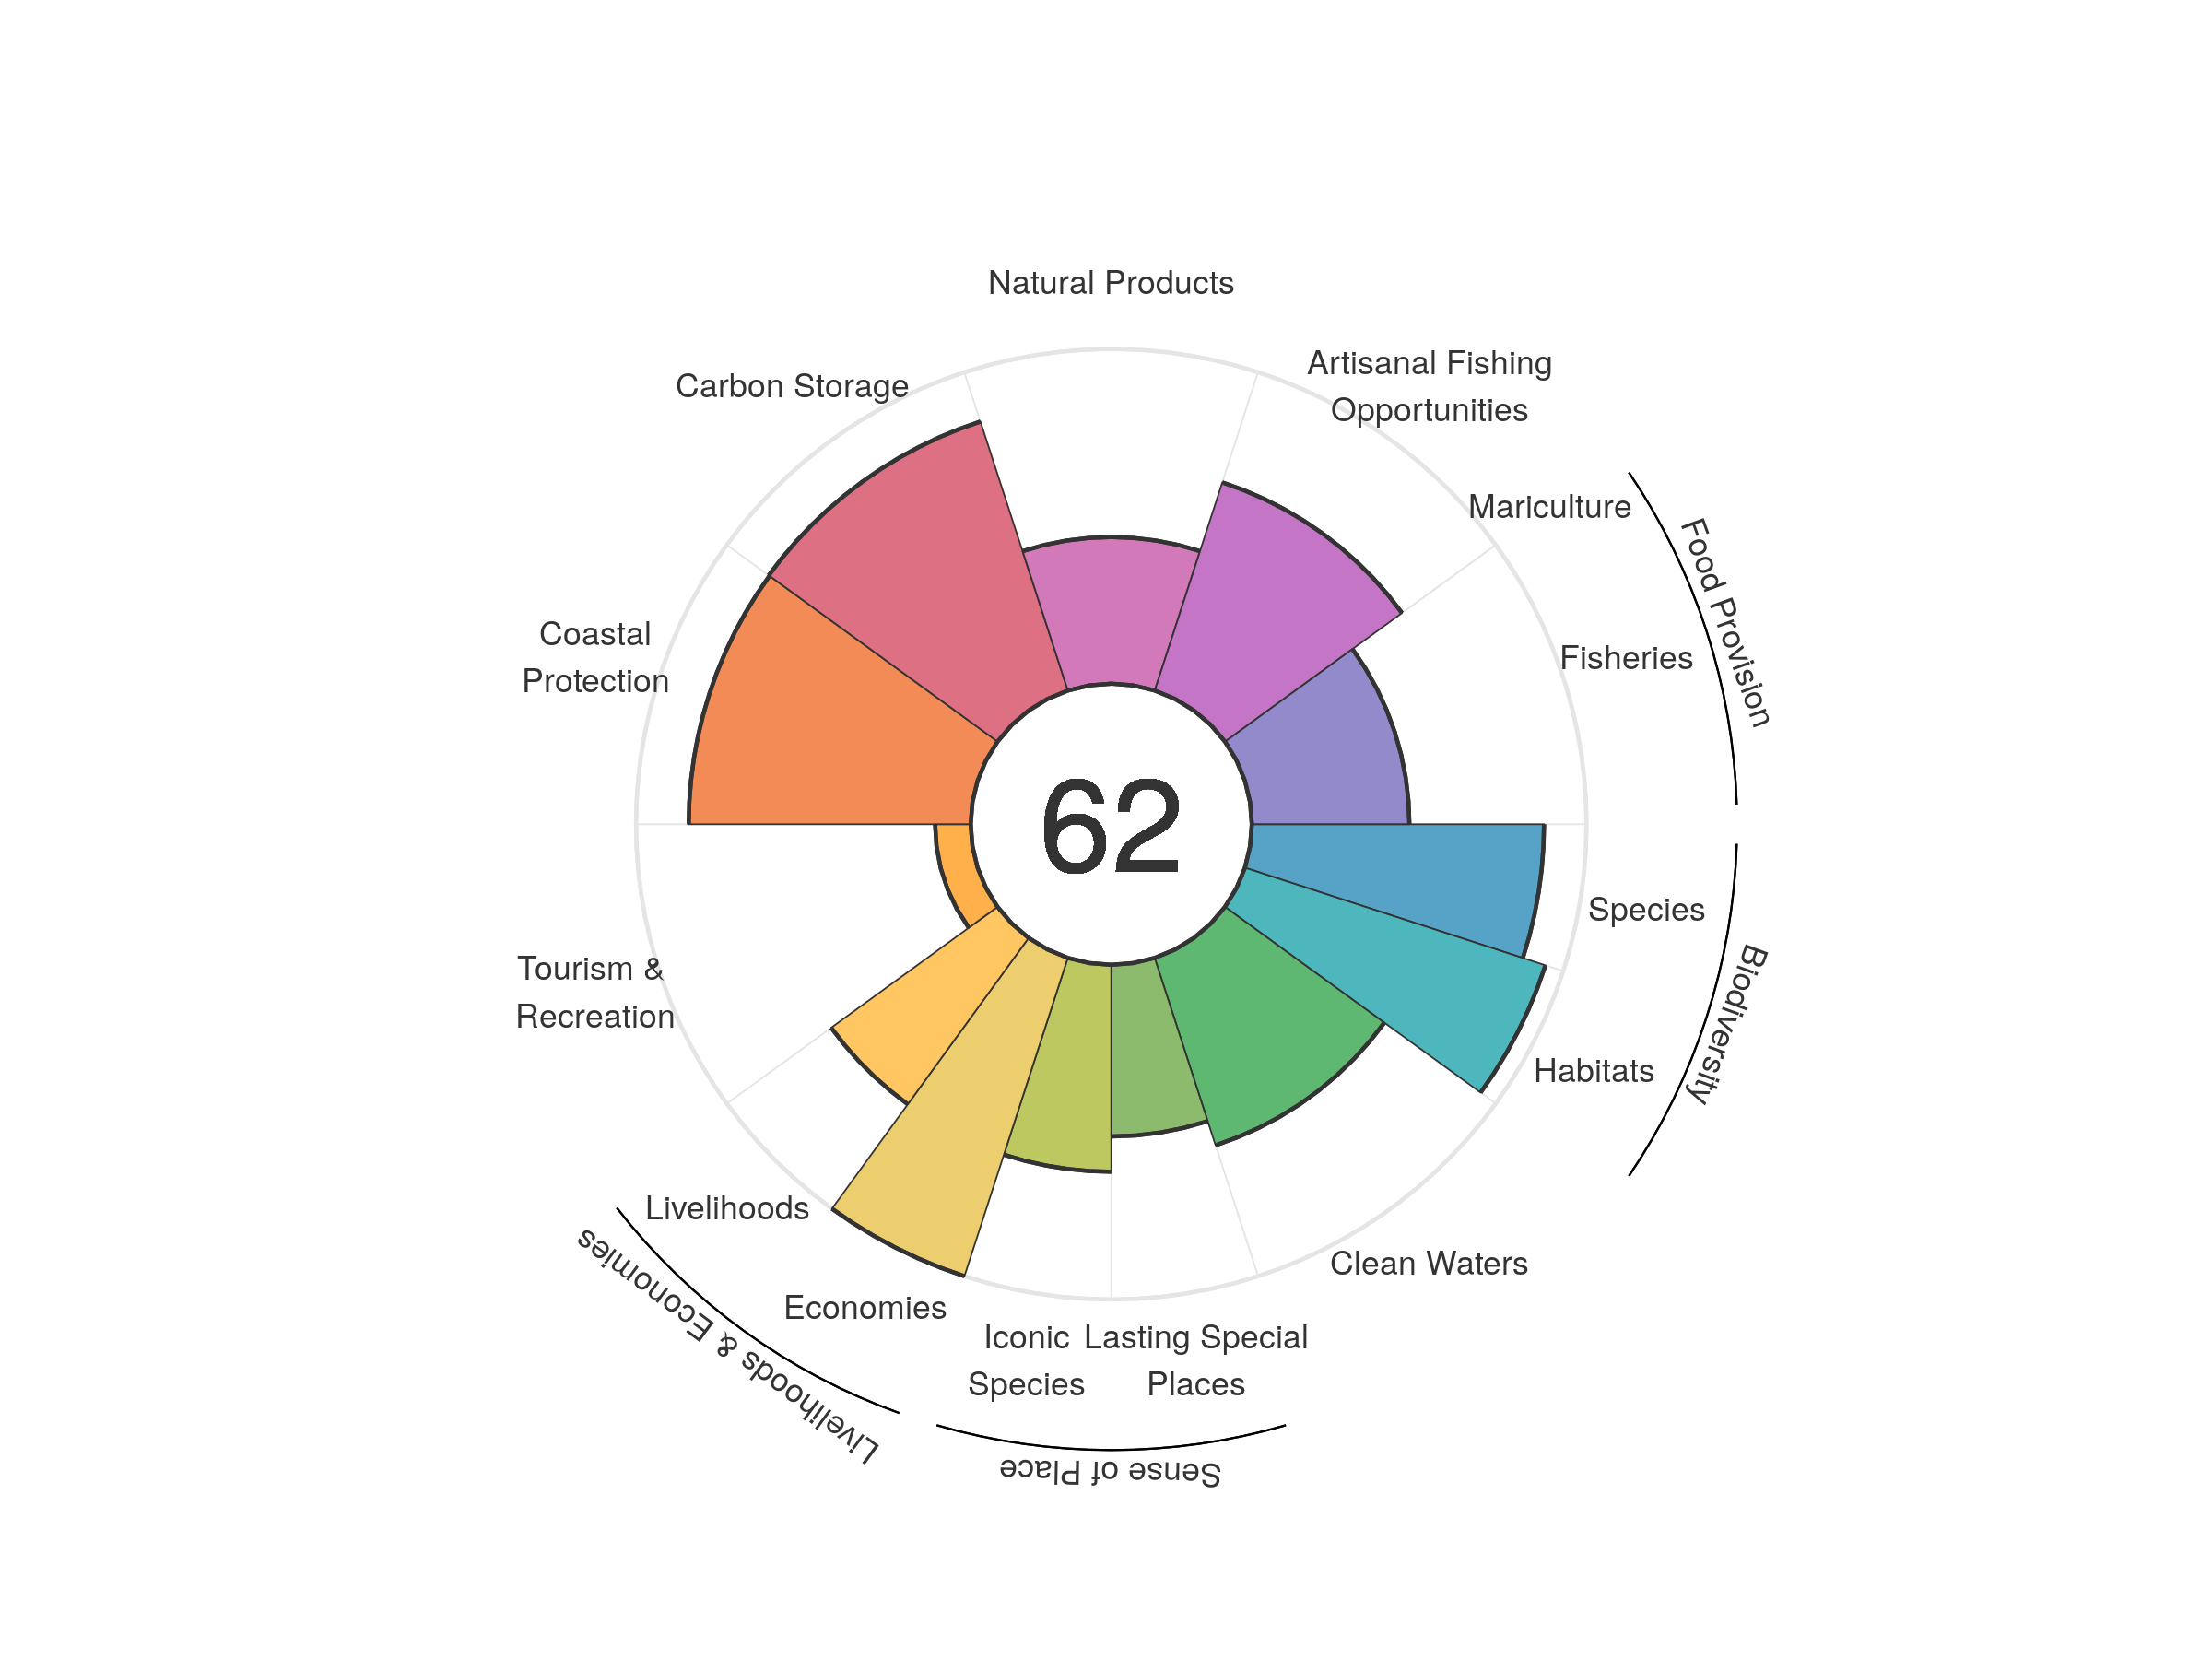 Natural Products
Artisanal Fishing
Opportunities
Carbon Storage
Mariculture
Food Provision
Fisheries
Coastal
Protection
62
Species
Biodiversity
Tourism &
Recreation
Habitats
Livelihoods
Livelihoods & Economies
Clean Waters
Economies
Iconic
Species
Lasting Special
Places
Sense of Place